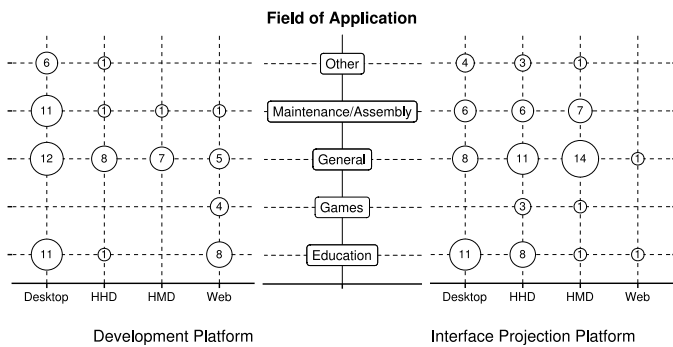 Field of Application
6 1 Other 4 3 1
11 1 1 1 Maintenance/Assembly 6 6 7
12 8 7 5 General 8 11 14 1
4 Games 3 1
11 1 8 Education 11 8 1 1
Desktop HHD HMD Web Desktop HHD HMD Web
Development Platform Interface Projection Platform